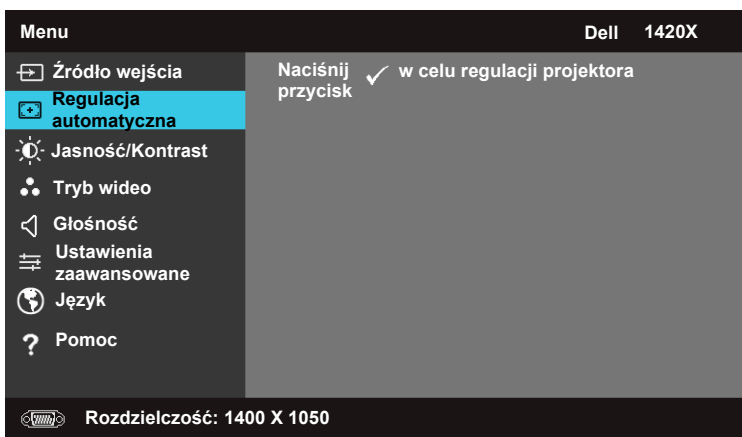 Menu
Dell 1420X
Źródło wejścia
Regulacja
automatyczna
Jasność/Kontrast
Tryb wideo
Głośność
Ustawienia
zaawansowane
Język
Pomoc
Naciśnij ✓ w celu regulacji projektora
przycisk
Rozdzielczość: 1400 X 1050